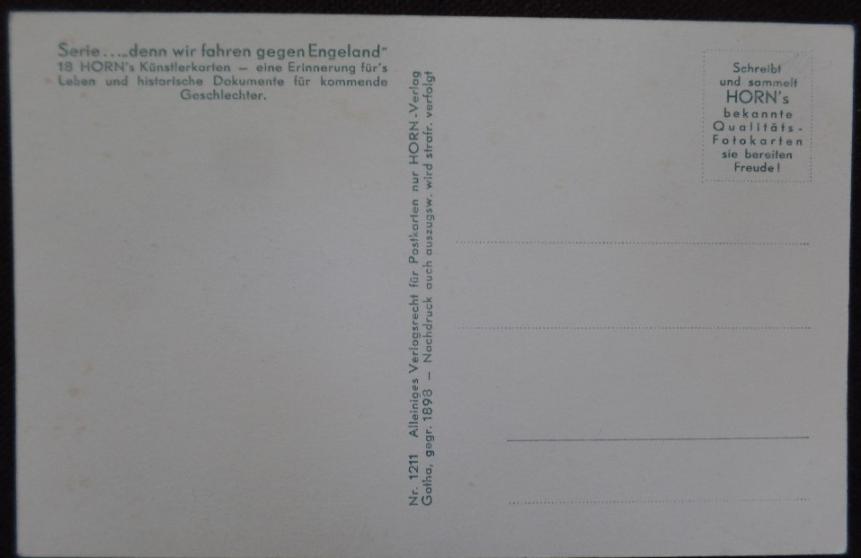 Serie...„denn wir fahren gegen Engeland“
18 HORN's Künstlerkarten — eine Erinnerung für's
Leben und historische Dokumente für kommende
Geschlechter.
Nr. 1211 Alleiniges Verlagsrecht für Postkarten nur HORN-Verlag
Gotha, gegr. 1898 — Nachdruck auch auszugsw. wird strafr. verfolgt
Schreibt
und sammelt
HORN's
bekannte
Qualitäts-
Fotokarten
sie bereiten
Freude!